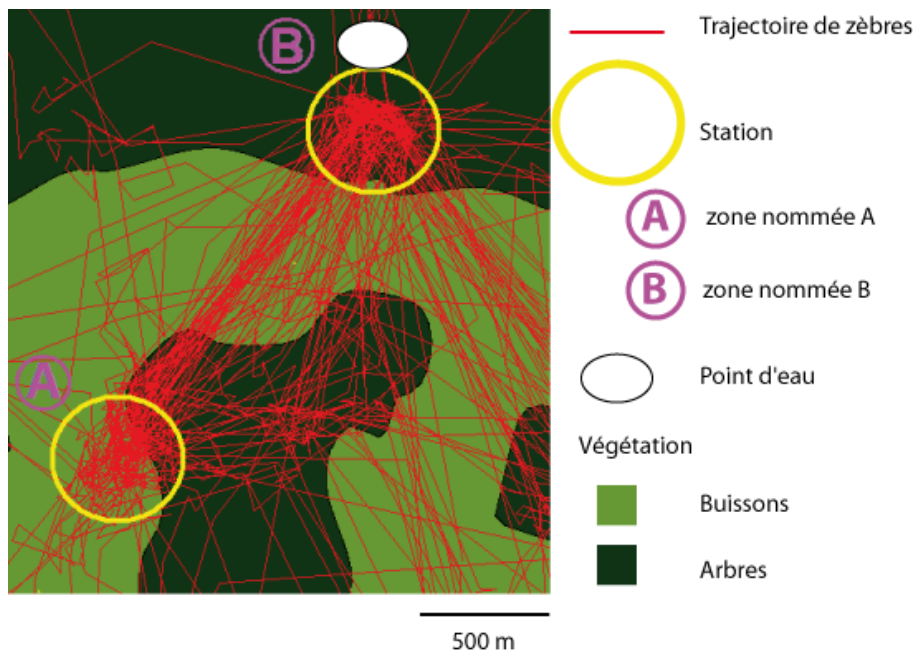 B
A
Trajectoire de zèbres
Station
A zone nommée A
B zone nommée B
Point d'eau
Végétation
Buissons
Arbres
500 m